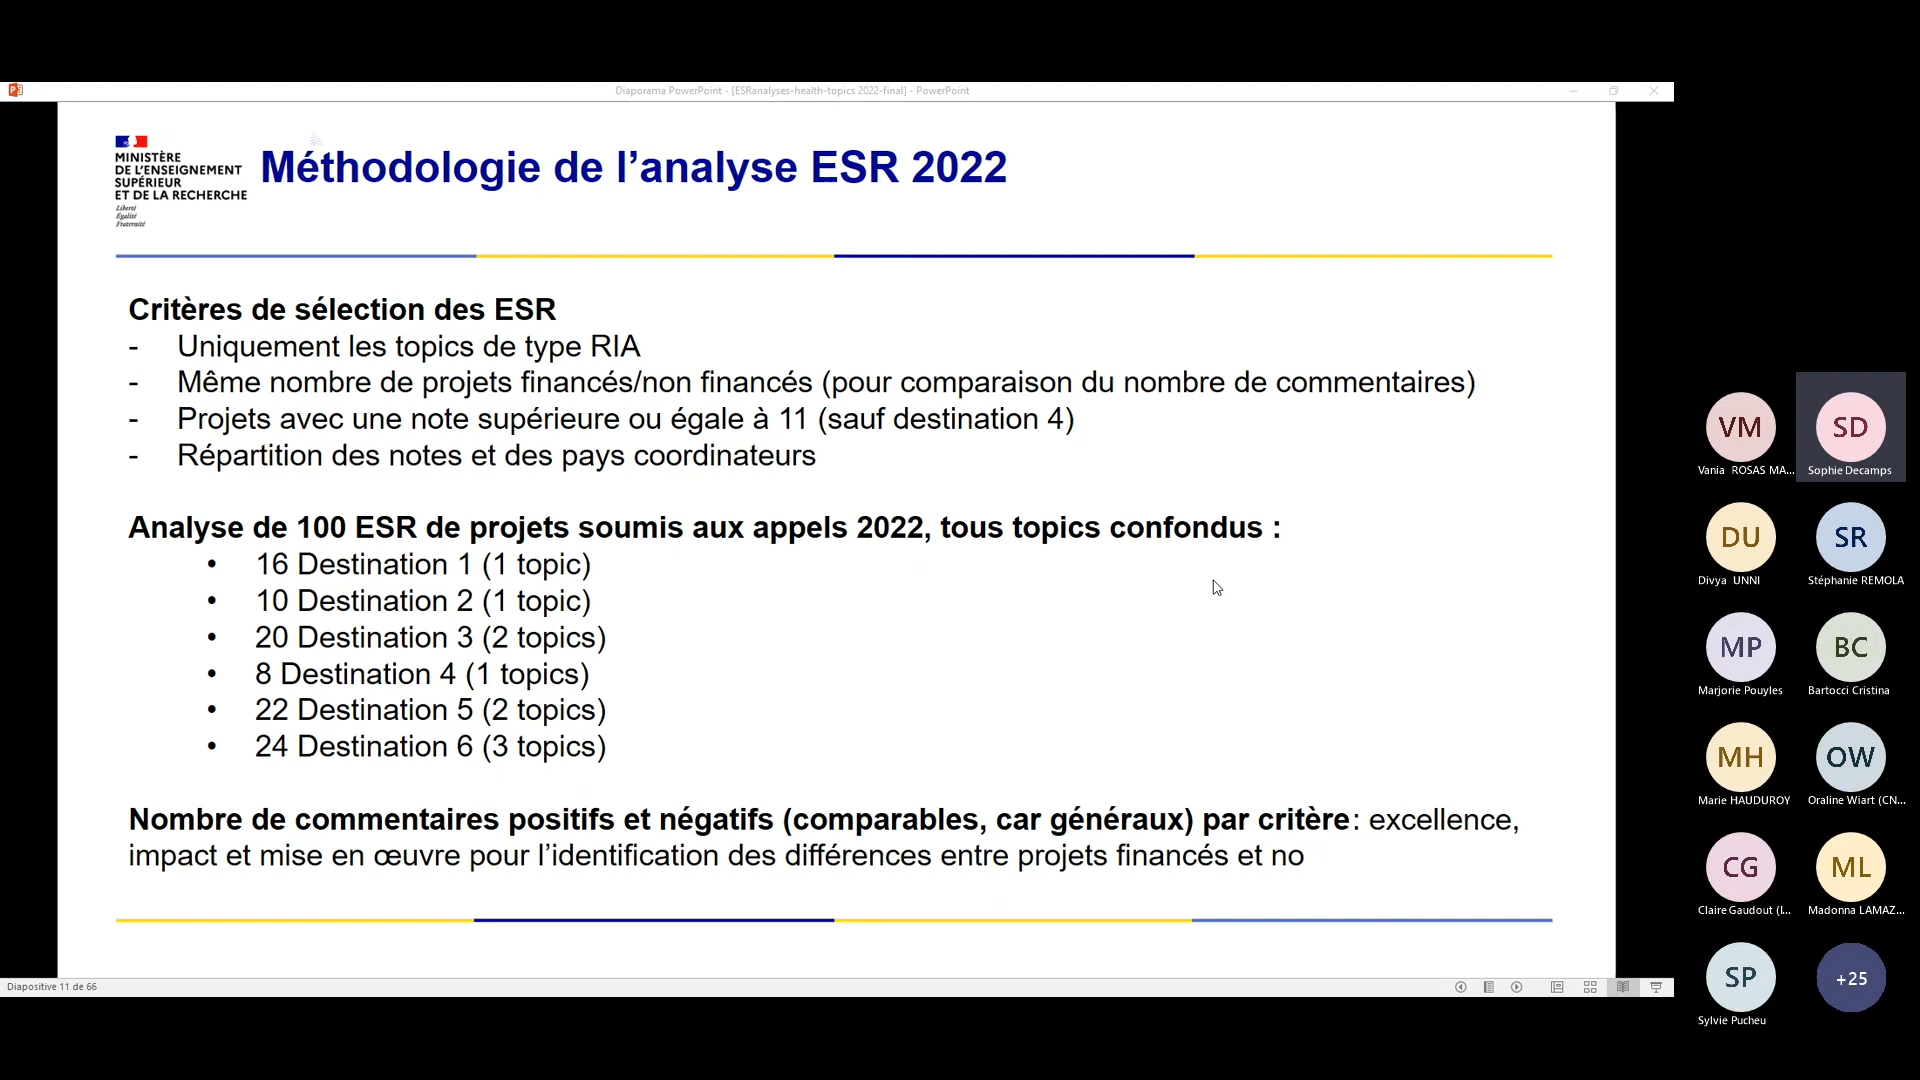 Diaporama PowerPoint - [ESRanalyses-health-topics 2022-final] - PowerPoint
MINISTÈRE
DE L'ENSEIGNEMENT
SUPÉRIEUR
ET DE LA RECHERCHE
Liberté
Égalité
Fraternité
Méthodologie de l’analyse ESR 2022
Critères de sélection des ESR
- Uniquement les topics de type RIA
- Même nombre de projets financés/non financés (pour comparaison du nombre de commentaires)
- Projets avec une note supérieure ou égale à 11 (sauf destination 4)
- Répartition des notes et des pays coordinateurs
Analyse de 100 ESR de projets soumis aux appels 2022, tous topics confondus :
• 16 Destination 1 (1 topic)
• 10 Destination 2 (1 topic)
• 20 Destination 3 (2 topics)
• 8 Destination 4 (1 topics)
• 22 Destination 5 (2 topics)
• 24 Destination 6 (3 topics)
Nombre de commentaires positifs et négatifs (comparables, car généraux) par critère : excellence,
impact et mise en œuvre pour l’identification des différences entre projets financés et no
Diapositive 11 de 66
VM
Vania ROSAS MA...
SD
Sophie Decamps
DU
Divya UNNI
SR
Stéphanie REMOLA
MP
Marjorie Pouyles
BC
Bartocci Cristina
MH
Marie HAUDUROY
OW
Oraline Wiart (CN...
CG
Claire Gaudout (I...
ML
Madonna LAMAZ...
SP
Sylvie Pucheu
+25